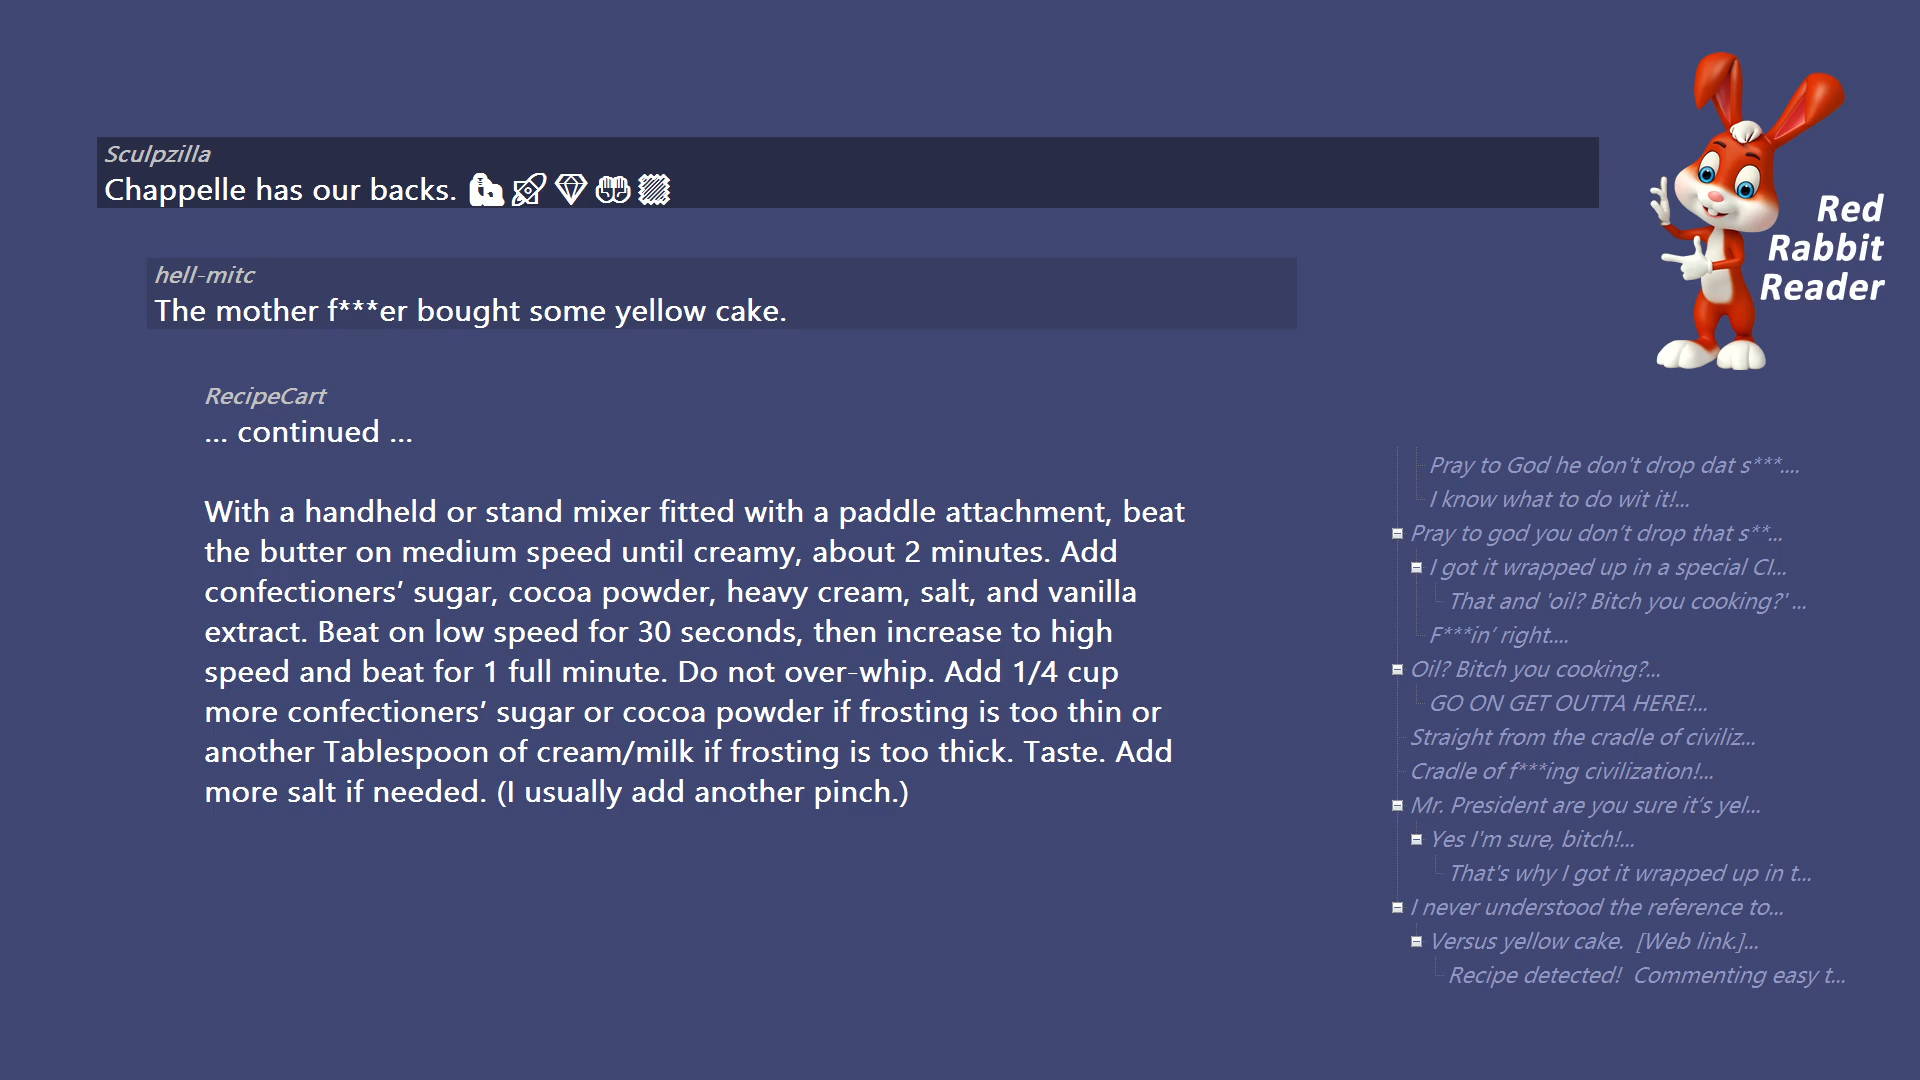 Sculpzilla
Chappelle has our backs.
hell-mitc
The mother f***er bought some yellow cake.
RecipeCart
... continued ...
With a handheld or stand mixer fitted with a paddle attachment, beat
the butter on medium speed until creamy, about 2 minutes. Add
confectioners’ sugar, cocoa powder, heavy cream, salt, and vanilla
extract. Beat on low speed for 30 seconds, then increase to high
speed and beat for 1 full minute. Do not over-whip. Add 1/4 cup
more confectioners’ sugar or cocoa powder if frosting is too thin or
another Tablespoon of cream/milk if frosting is too thick. Taste. Add
more salt if needed. (I usually add another pinch.)
Red
Rabbit
Reader
Pray to God he don't drop dat s***....
I know what to do wit it!...
Pray to god you don’t drop that s**...
I got it wrapped up in a special CI...
That and 'oil? Bitch you cooking?' ...
F***in’ right....
Oil? Bitch you cooking?...
GO ON GET OUTTA HERE!...
Straight from the cradle of civiliz...
Cradle of f***ing civilization!...
Mr. President are you sure it’s yel...
Yes I'm sure, bitch!...
That's why I got it wrapped up in t...
I never understood the reference to...
Versus yellow cake.  [Web link.]...
Recipe detected!  Commenting easy t...